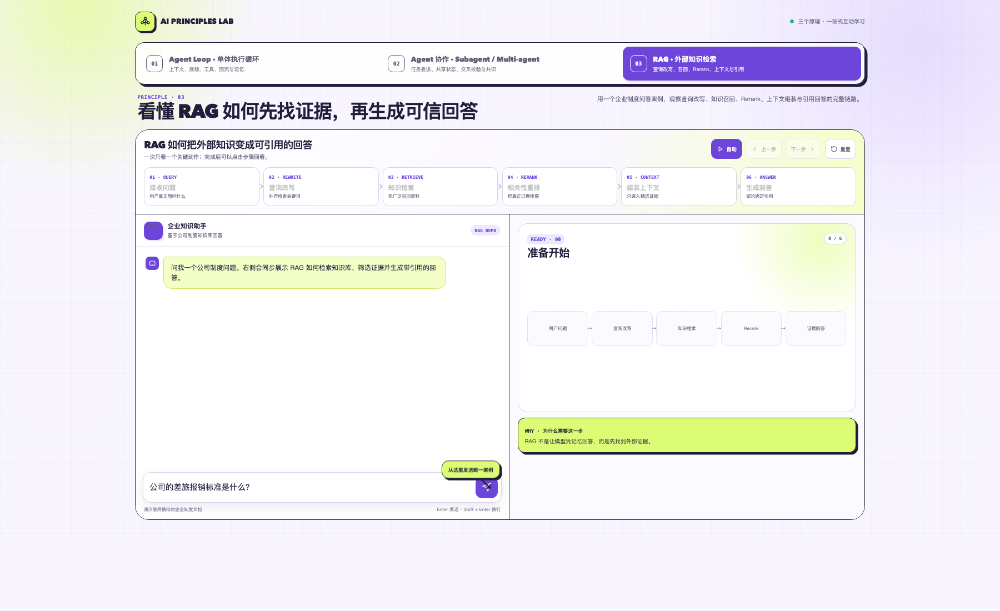 AI PRINCIPLES LAB
三个原理 · 一站式互动学习
01
Agent Loop • 单体执行循环
上下文、规划、工具、回流与记忆
02
Agent 协作 • Subagent / Multi-agent
任务委派、共享状态、交叉校验与共识
03
RAG • 外部知识检索
查询改写、召回、Rerank、上下文与引用
PRINCIPLE · 03
看懂 RAG 如何先找证据，再生成可信回答
用一个企业制度问答案例，观察查询改写、知识召回、Rerank、上下文组装与引用回答的完整链路。
RAG 如何把外部知识变成可引用的回答
一次只看一个关键动作；完成后可以点击步骤回看。
自动
上一步
下一步
重置
01 · QUERY
接收问题
用户真正想问什么
02 · REWRITE
查询改写
补齐检索关键词
03 · RETRIEVE
知识检索
先广泛召回资料
04 · RERANK
相关性重排
把真正证据排前
05 · CONTEXT
组装上下文
只装入精选证据
06 · ANSWER
生成回答
结论绑定引用
企业知识助手
基于公司制度知识库回答
RAG DEMO
问我一个公司制度问题。右侧会同步展示 RAG 如何检索知识库、筛选证据并生成带引用的回
答。
从这里发送唯一案例
公司的差旅报销标准是什么?
演示使用模拟的企业制度文档
Enter 发送 · Shift + Enter 换行
READY · 00
0 / 6
准备开始
用户问题
→
查询改写
→
知识检索
→
Rerank
→
证据回答
WHY · 为什么需要这一步
RAG 不是让模型凭记忆回答，而是先找到外部证据。